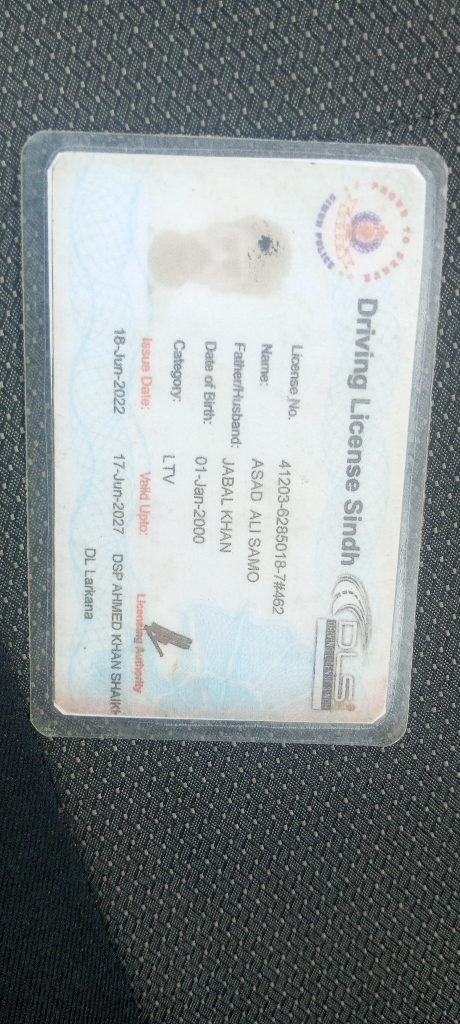 PROUD TO SERVE
SINDH POLICE
Driving License Sindh
DLS
License No. 41203-6285018-7#462
Name: ASAD ALI SAMO
Father/Husband: JABAL KHAN
Date of Birth: 01-Jan-2000
Category: LTV
Issue Date: Valid Upto: Licensing Authority
18-Jun-2022 17-Jun-2027 DSP AHMED KHAN SHAIKH
DL Larkana